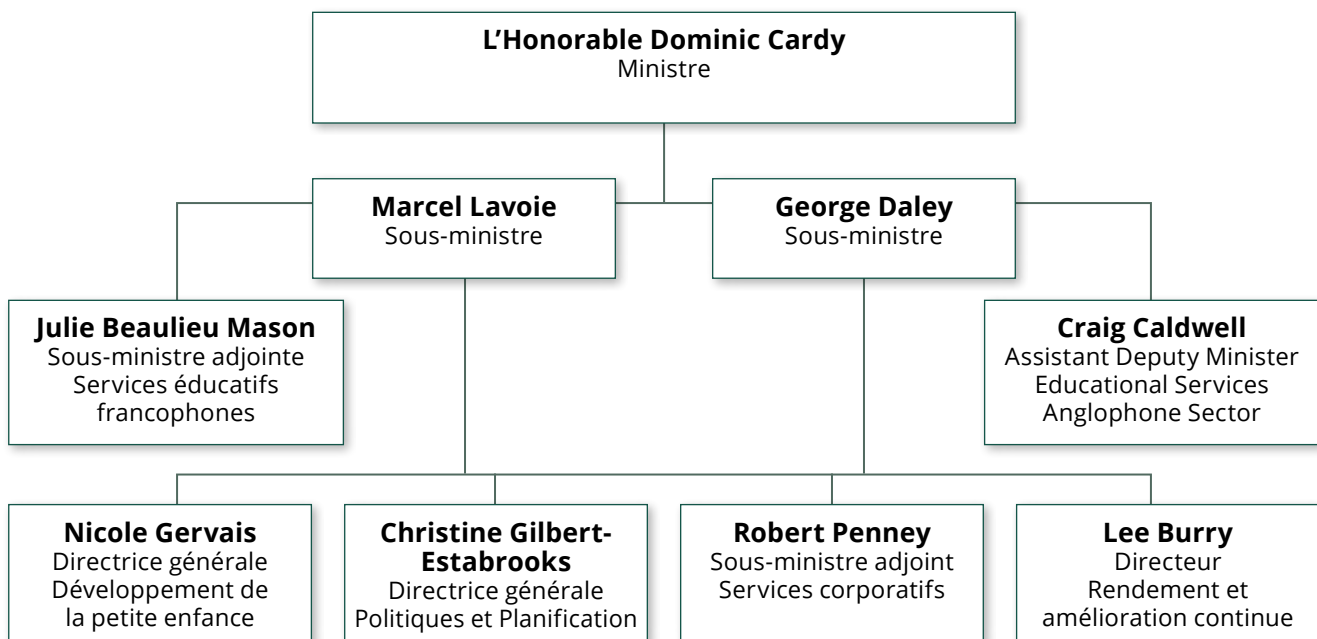 L’Honorable Dominic Cardy
Ministre
Marcel Lavoie
Sous-ministre
George Daley
Sous-ministre
Julie Beaulieu Mason
Sous-ministre adjointe
Services éducatifs
francophones
Craig Caldwell
Assistant Deputy Minister
Educational Services
Anglophone Sector
Nicole Gervais
Directrice générale
Développement de
la petite enfance
Christine Gilbert-
Estabrooks
Directrice générale
Politiques et Planification
Robert Penney
Sous-ministre adjoint
Services corporatifs
Lee Burry
Directeur
Rendement et
amélioration continue